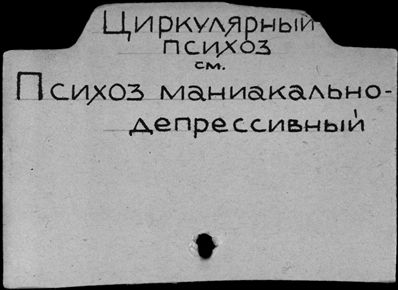 Циркулярный
психоз
см.
Психоз маниакально-
депрессивный